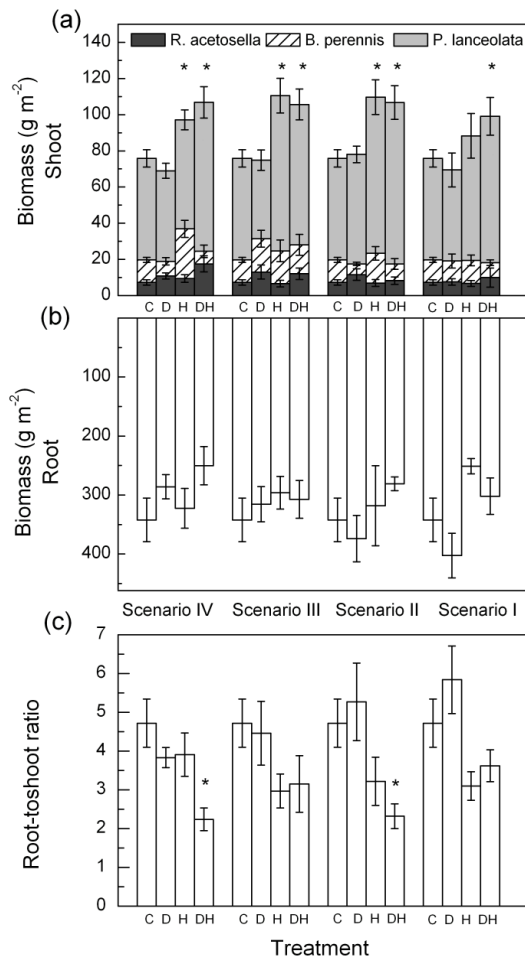 (a)
140
120
100
80
60
40
20
0
Biomass (g m-2)
Shoot
R. acetosella B. perennis P. lanceolata
* * * * * * *
C D H DH C D H DH C D H DH C D H DH
(b)
100
200
300
400
Biomass (g m-2)
Root
Scenario IV Scenario III Scenario II Scenario I
(c)
7
6
5
4
3
2
1
0
Root-toshoot ratio
* *
C D H DH C D H DH C D H DH C D H DH
Treatment